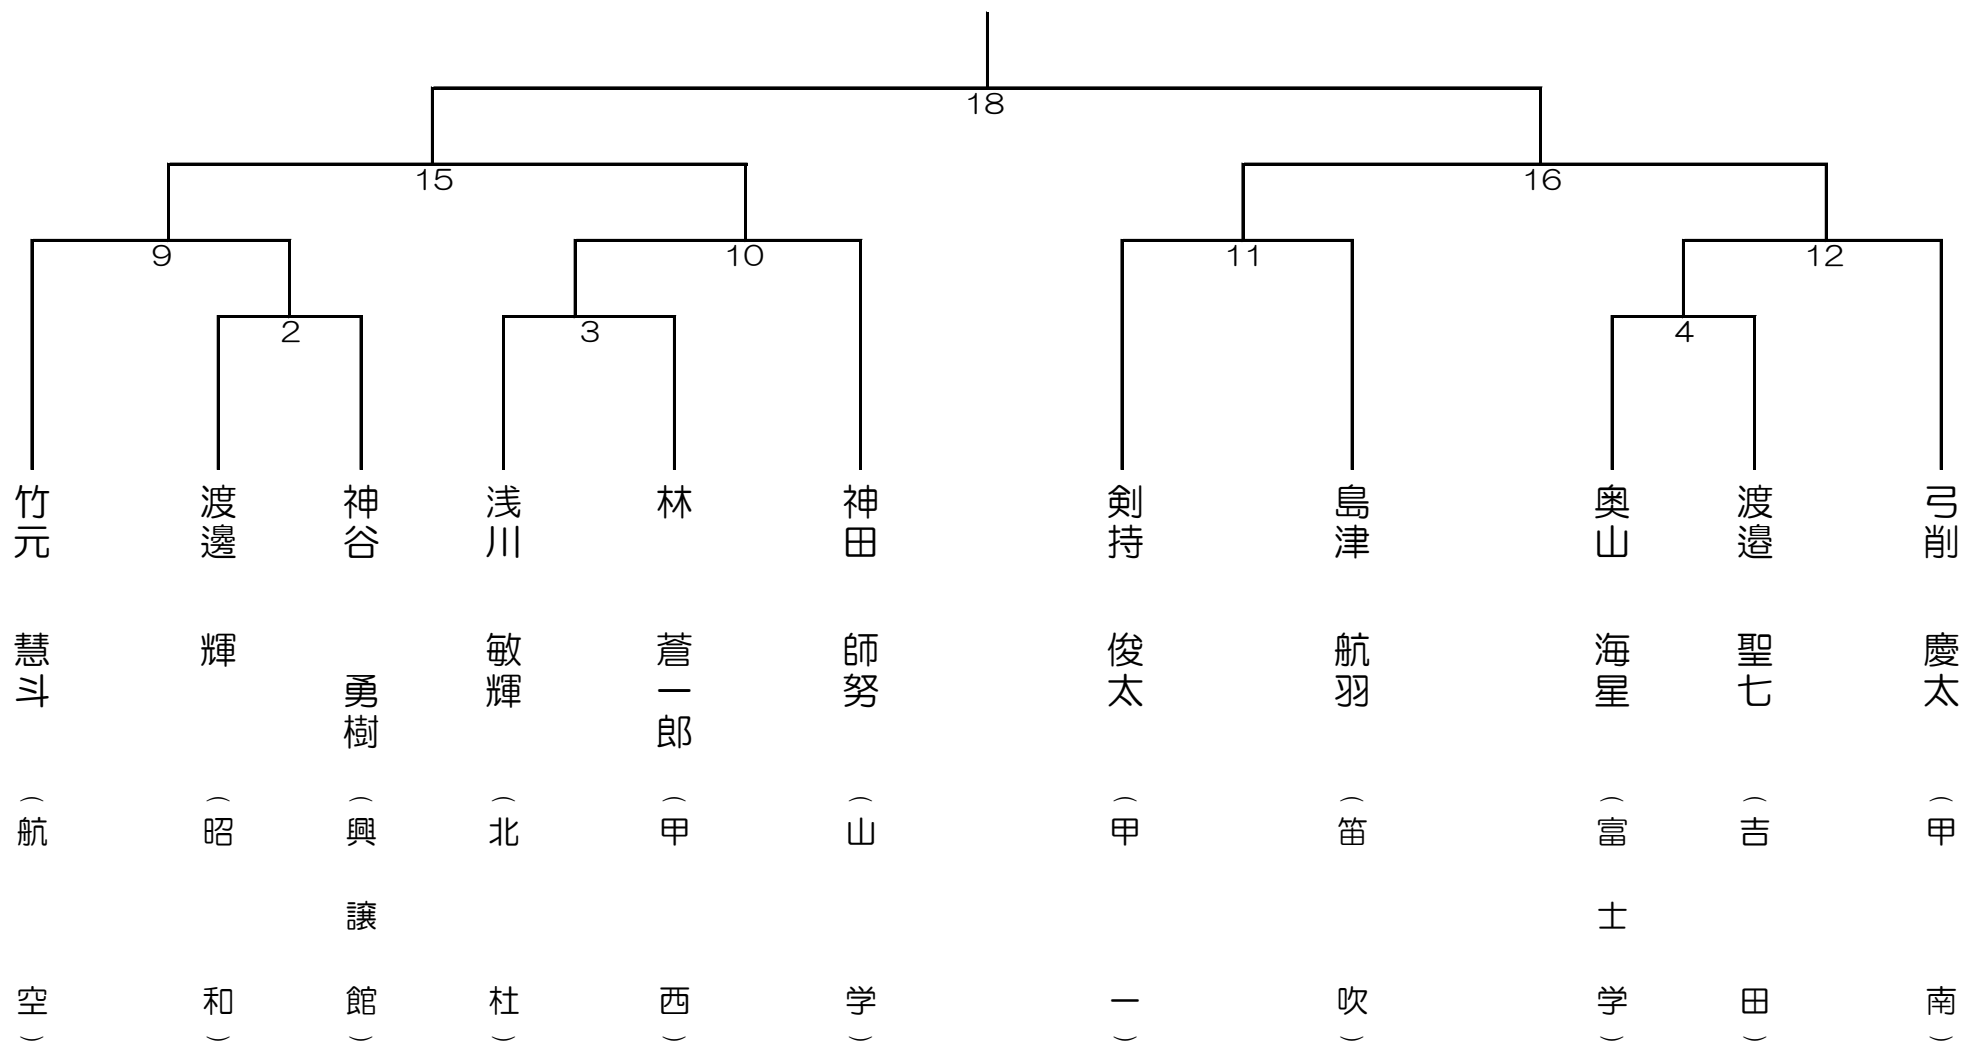 18
15
16
9
10
11
12
2
3
4
竹元 慧斗 （航空）
渡邊 輝 （昭和）
神谷 勇樹 （興譲館）
浅川 敏輝 （北杜）
林 蒼一郎 （甲西）
神田 師努 （山学）
剣持 俊太 （甲一）
島津 航羽 （笛吹）
奥山 海星 （富士学）
渡邉 聖七 （吉田）
弓削 慶太 （甲南）